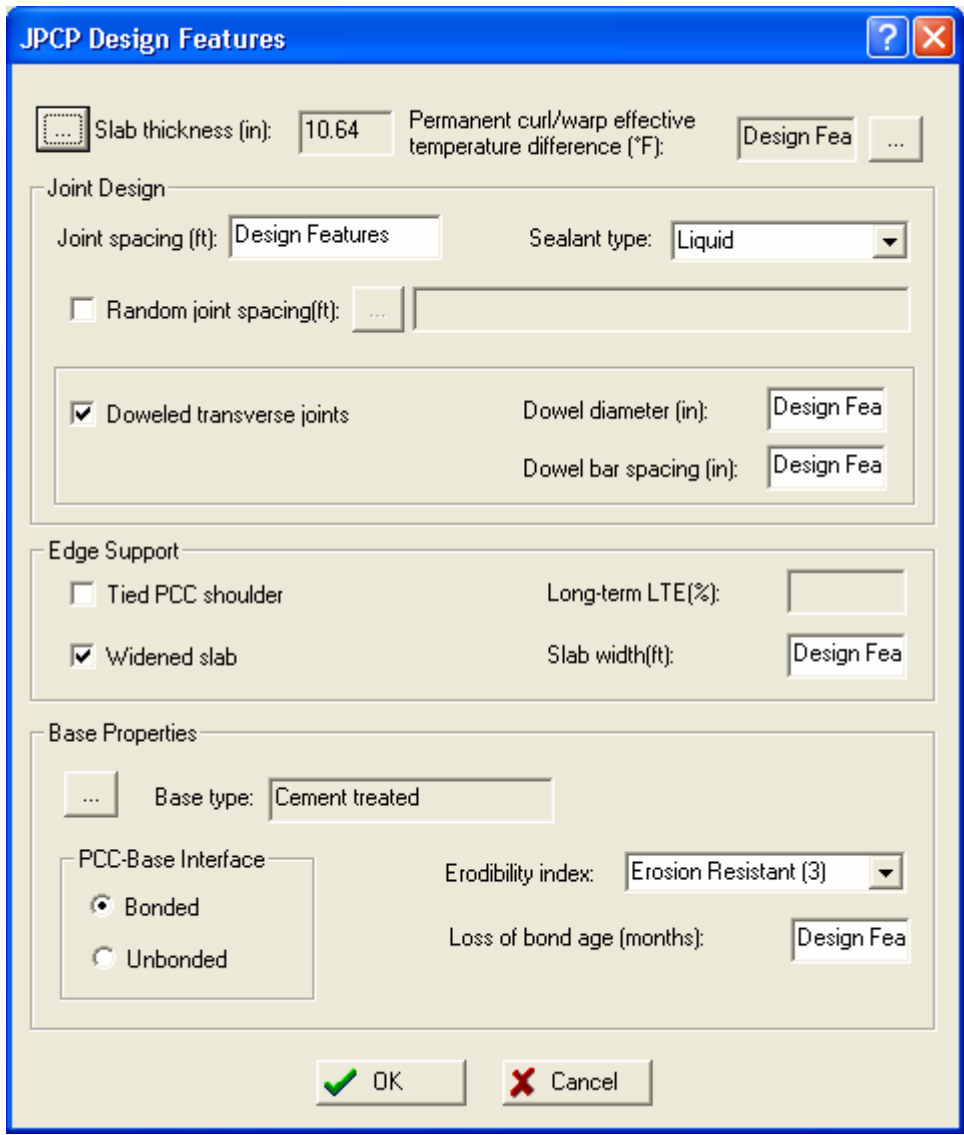 JPCP Design Features
... Slab thickness (in): 10.64 Permanent curl/warp effective
temperature difference (°F): Design Fea ...
Joint Design
Joint spacing (ft): Design Features Sealant type: Liquid
Random joint spacing(ft): ...
Doweled transverse joints Dowel diameter (in): Design Fea
Dowel bar spacing (in): Design Fea
Edge Support
Tied PCC shoulder Long-term LTE(%):
Widened slab Slab width(ft): Design Fea
Base Properties
... Base type: Cement treated
PCC-Base Interface
Erodibility index: Erosion Resistant (3)
Bonded
Loss of bond age (months): Design Fea
Unbonded
OK Cancel